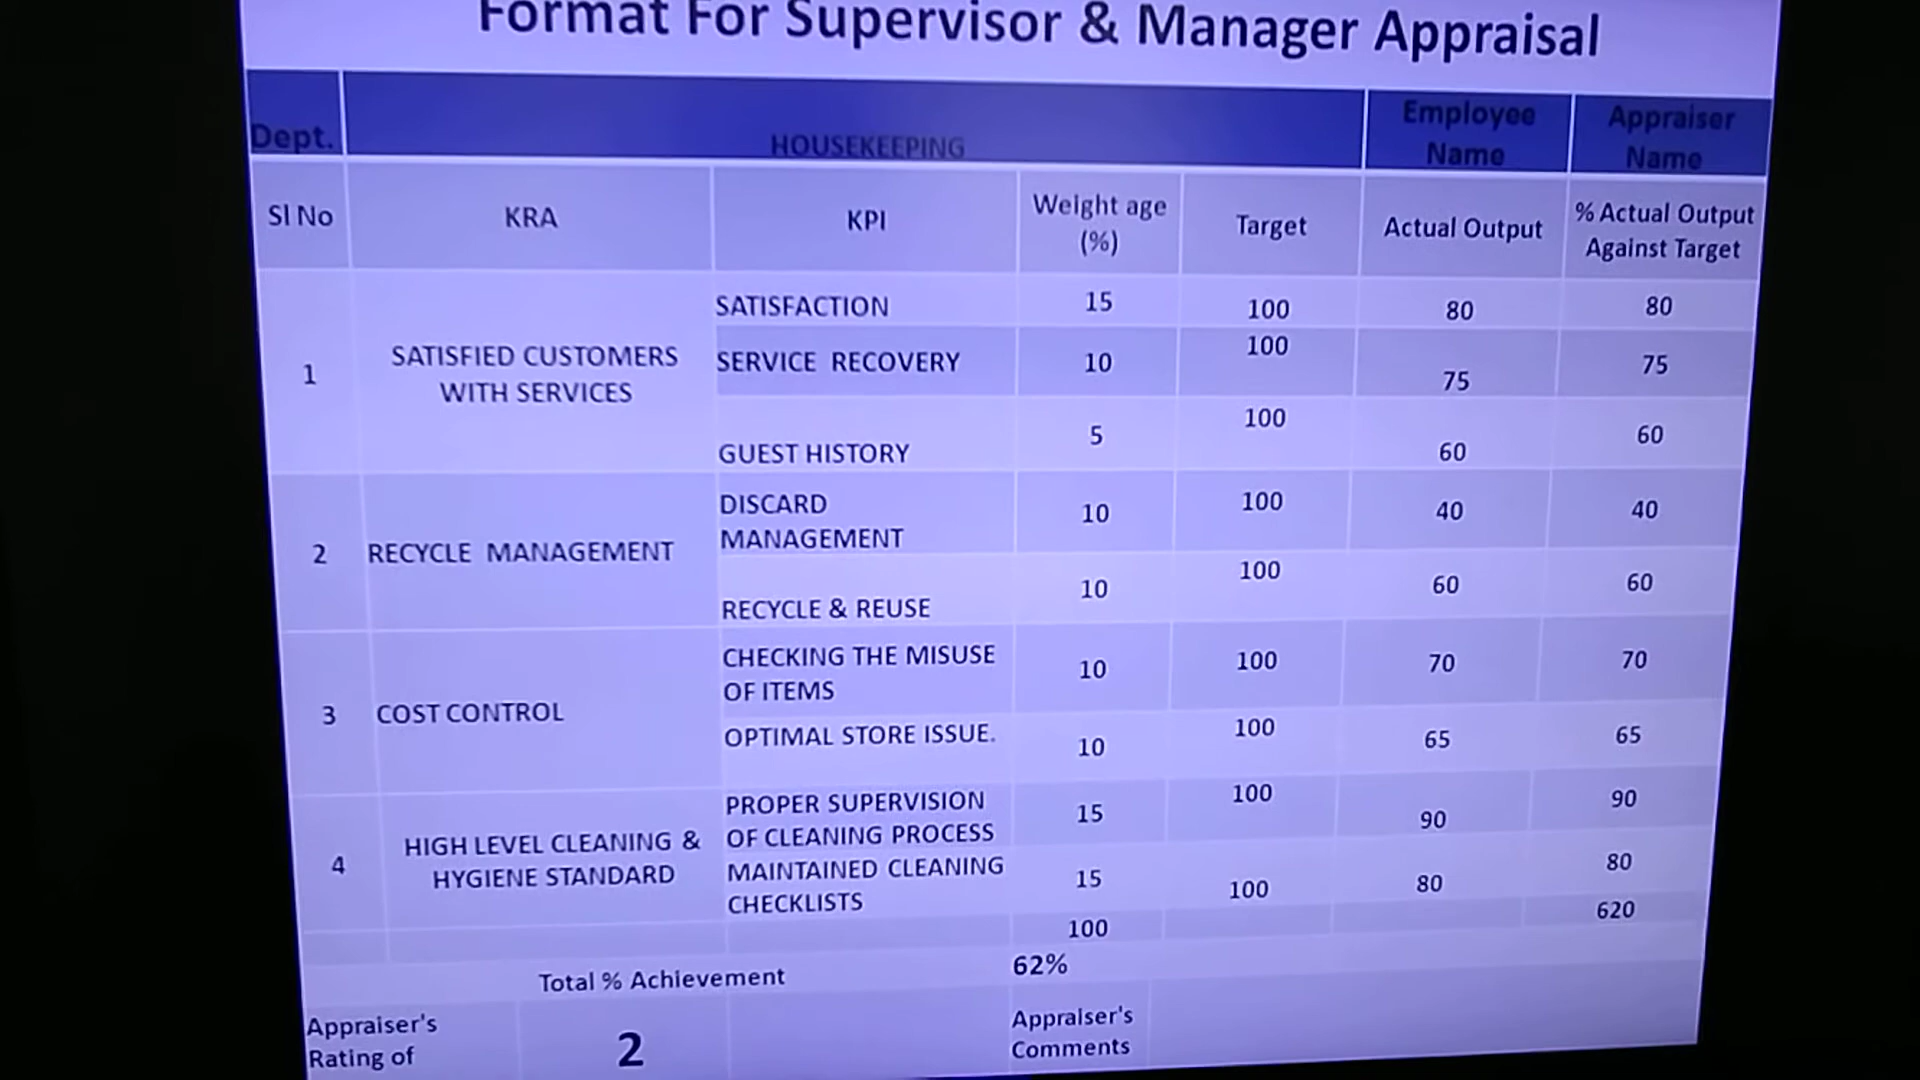 Format For Supervisor & Manager Appraisal
Dept.
HOUSEKEEPING
Employee
Name
Appraiser
Name
Sl No
KRA
KPI
Weight age
(%)
Target
Actual Output
% Actual Output
Against Target
1
SATISFIED CUSTOMERS
WITH SERVICES
SATISFACTION
15
100
80
80
SERVICE RECOVERY
10
100
75
75
GUEST HISTORY
5
100
60
60
2
RECYCLE MANAGEMENT
DISCARD
MANAGEMENT
10
100
40
40
RECYCLE & REUSE
10
100
60
60
3
COST CONTROL
CHECKING THE MISUSE
OF ITEMS
10
100
70
70
OPTIMAL STORE ISSUE.
10
100
65
65
4
HIGH LEVEL CLEANING &
HYGIENE STANDARD
PROPER SUPERVISION
OF CLEANING PROCESS
15
100
90
90
MAINTAINED CLEANING
CHECKLISTS
15
100
80
80
100
620
Total % Achievement
62%
Appraiser's
Rating of
2
Appraiser's
Comments